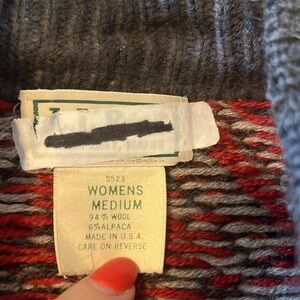 S523
WOMENS
MEDIUM
94% WOOL
6% ALPACA
MADE IN U.S.A.
CARE ON REVERSE